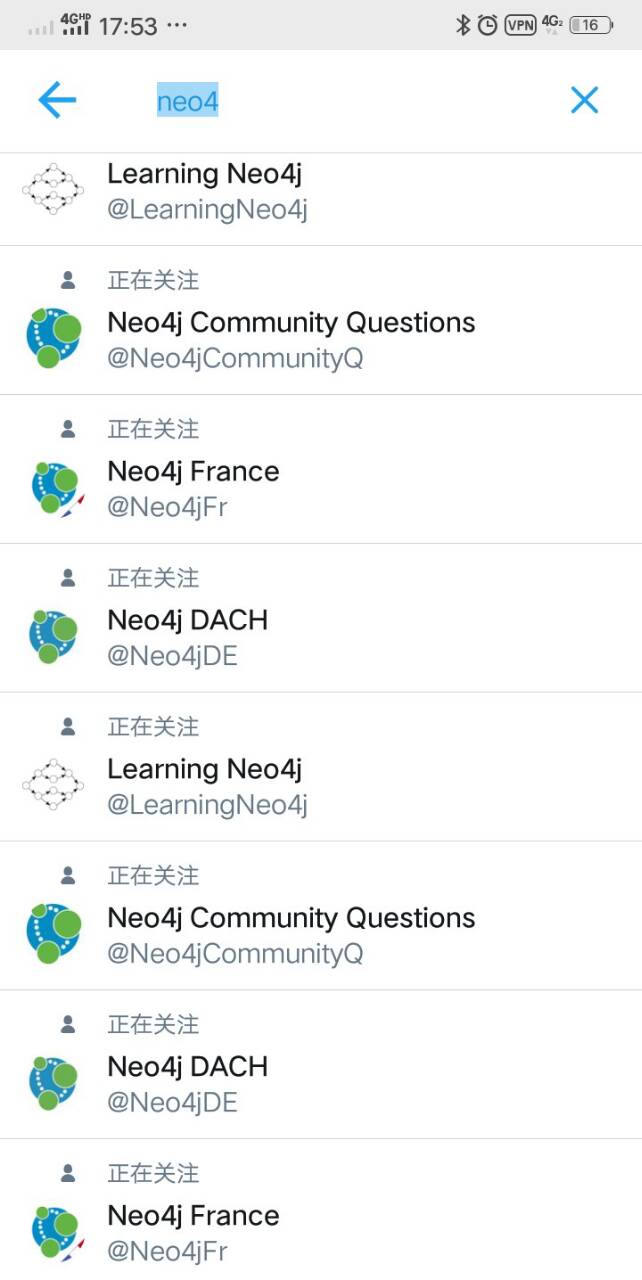 4GHD 17:53 ··· VPN 4G2 16
neo4
Learning Neo4j
@LearningNeo4j
正在关注
Neo4j Community Questions
@Neo4jCommunityQ
正在关注
Neo4j France
@Neo4jFr
正在关注
Neo4j DACH
@Neo4jDE
正在关注
Learning Neo4j
@LearningNeo4j
正在关注
Neo4j Community Questions
@Neo4jCommunityQ
正在关注
Neo4j DACH
@Neo4jDE
正在关注
Neo4j France
@Neo4jFr